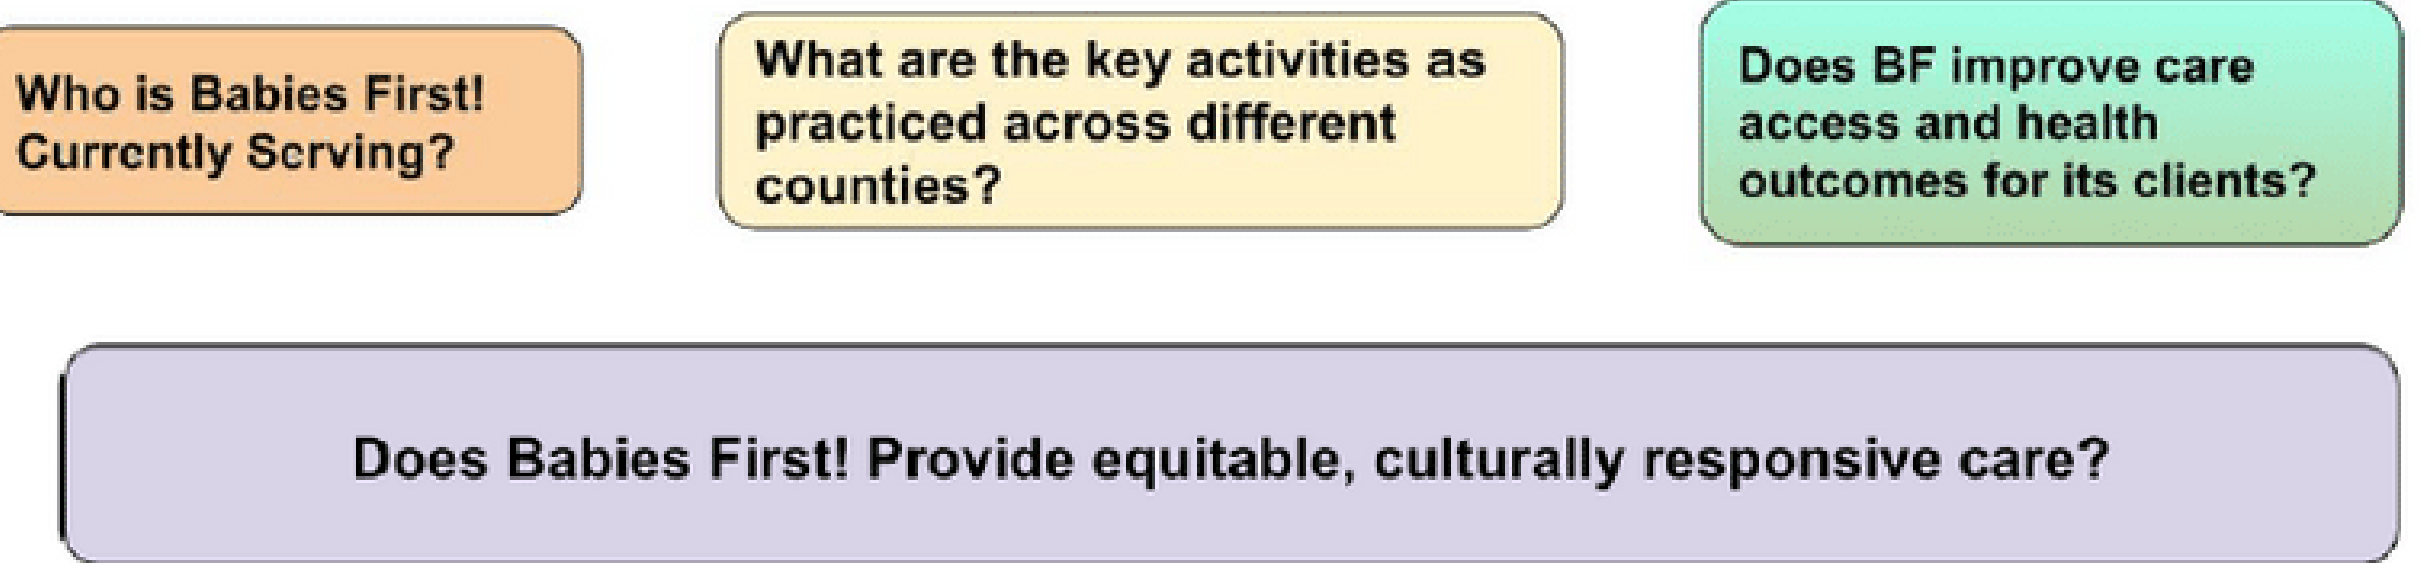 Who is Babies First!
Currently Serving?
What are the key activities as
practiced across different
counties?
Does BF improve care
access and health
outcomes for its clients?
Does Babies First! Provide equitable, culturally responsive care?